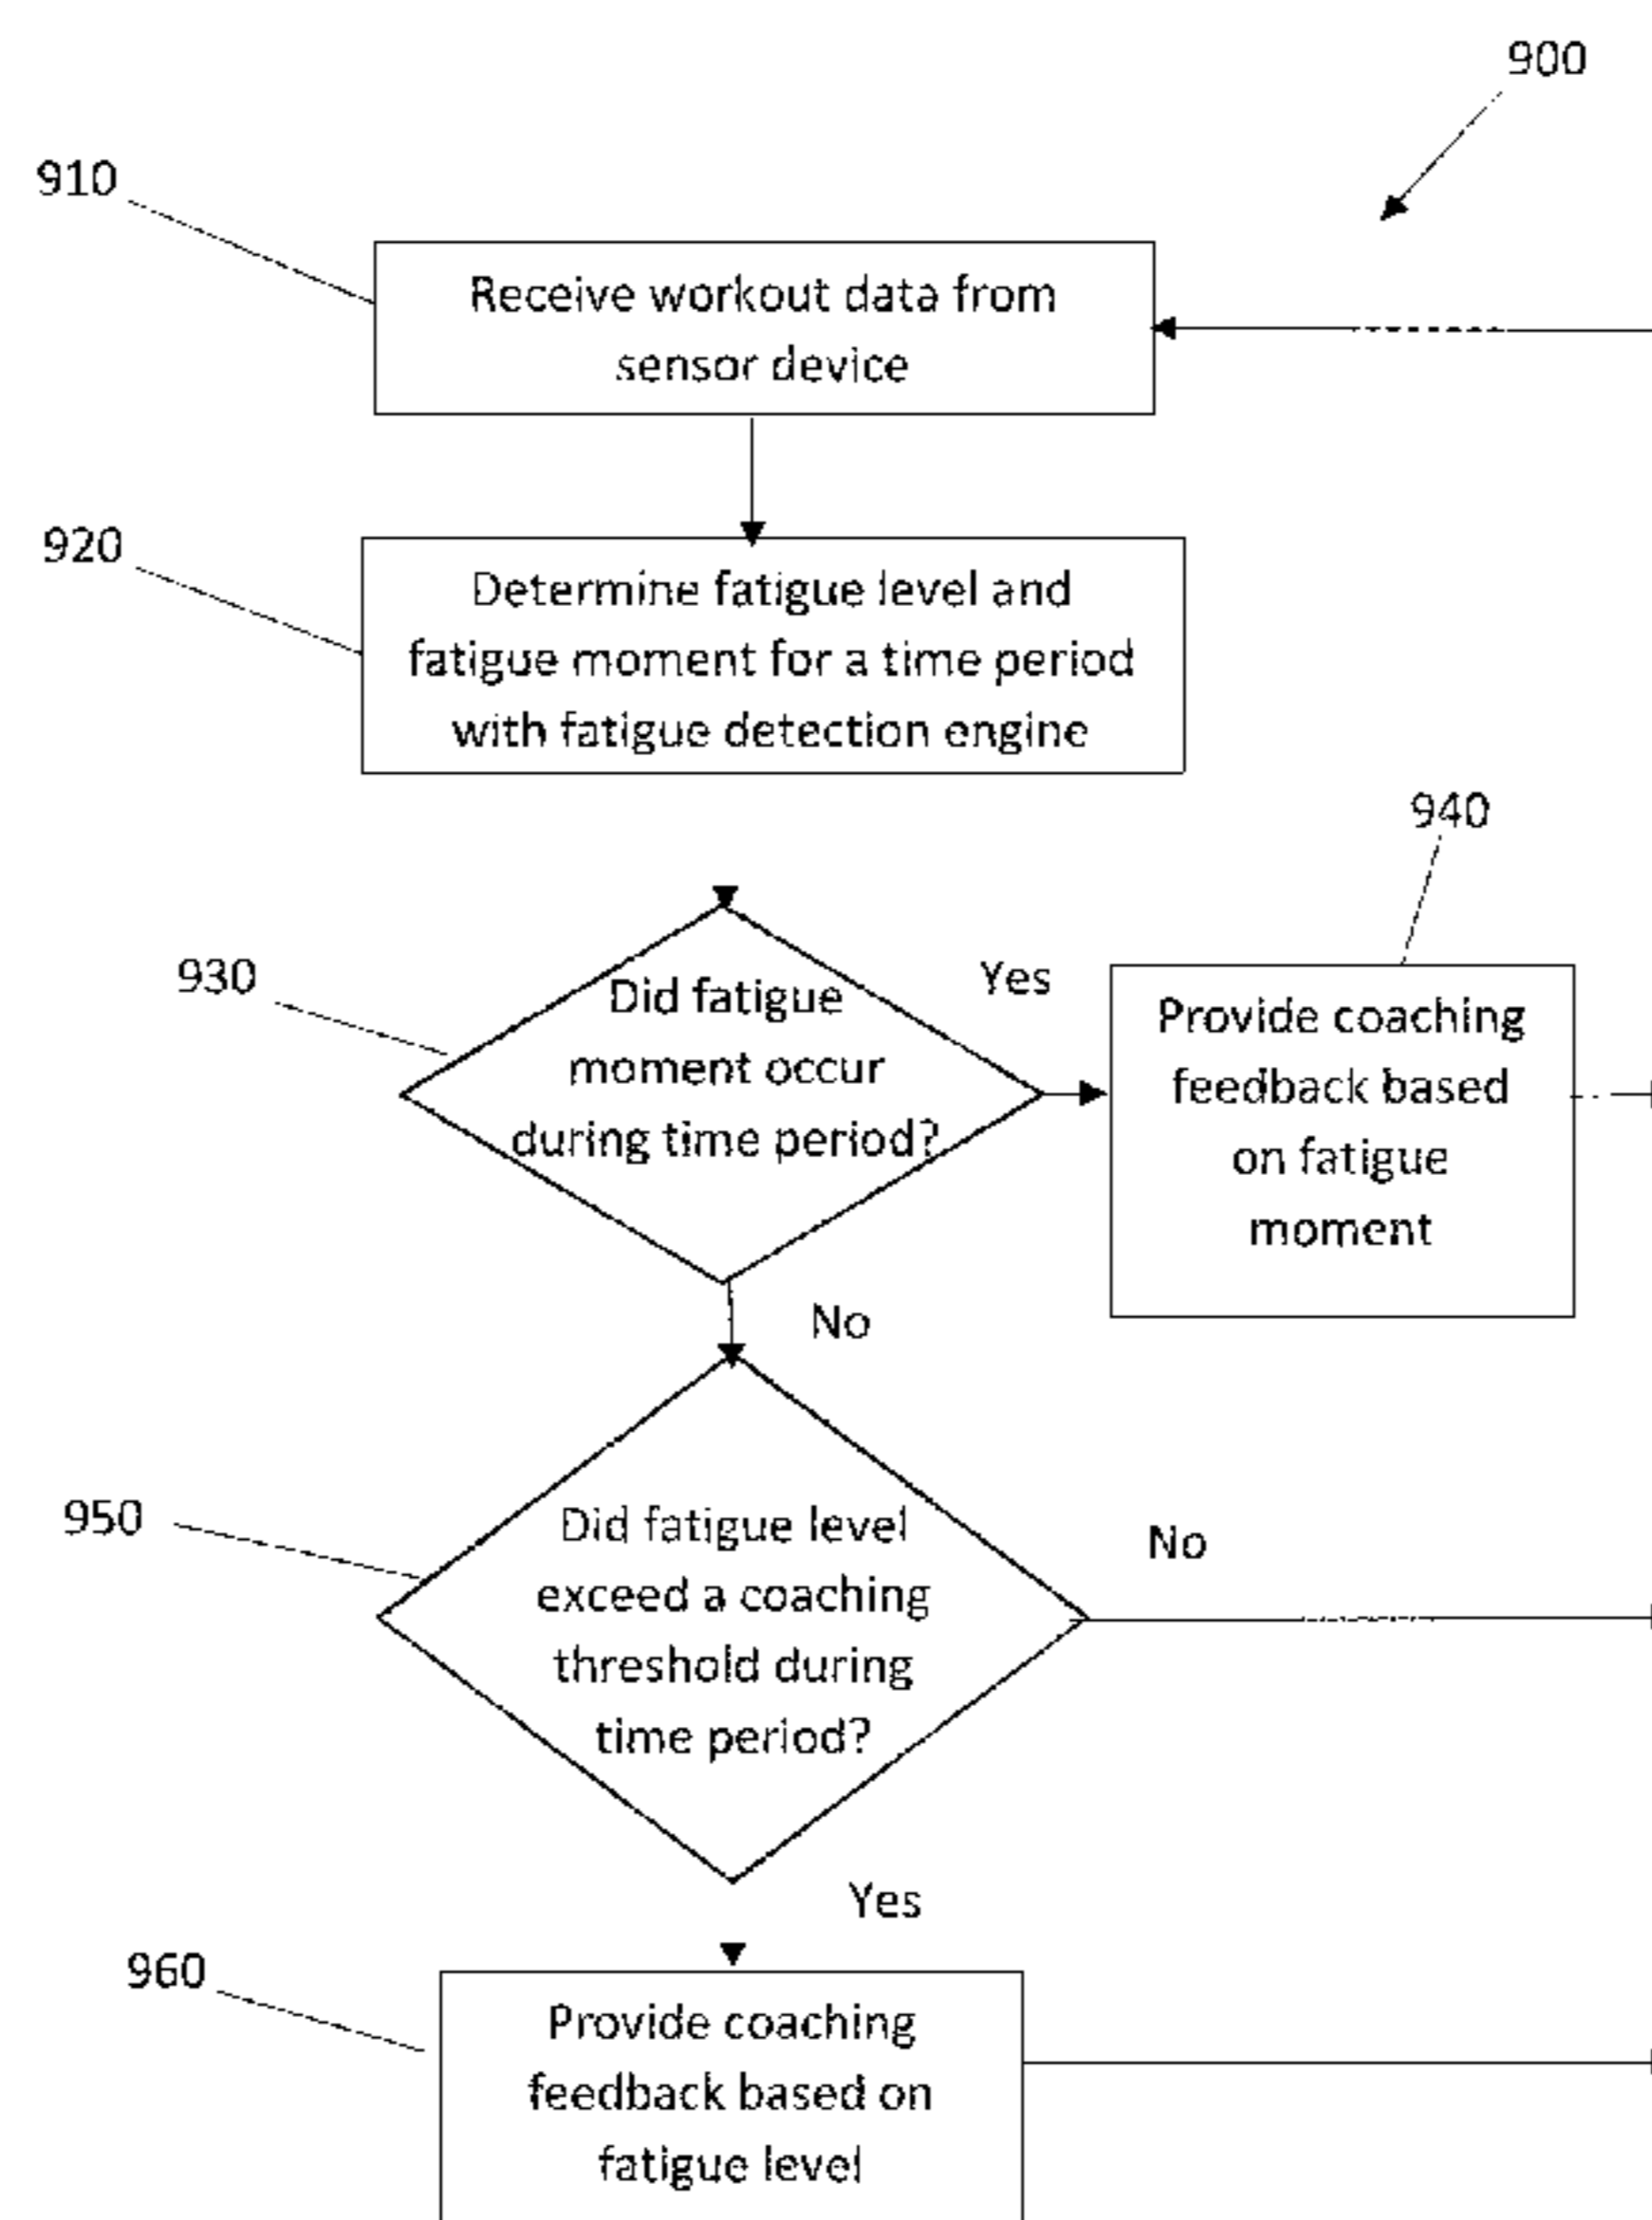 900
910
Receive workout data from
sensor device
920
Determine fatigue level and
fatigue moment for a time period
with fatigue detection engine
940
930
Did fatigue
moment occur
during time period?
Yes
Provide coaching
feedback based
on fatigue
moment
No
950
Did fatigue level
exceed a coaching
threshold during
time period?
No
Yes
960
Provide coaching
feedback based on
fatigue level